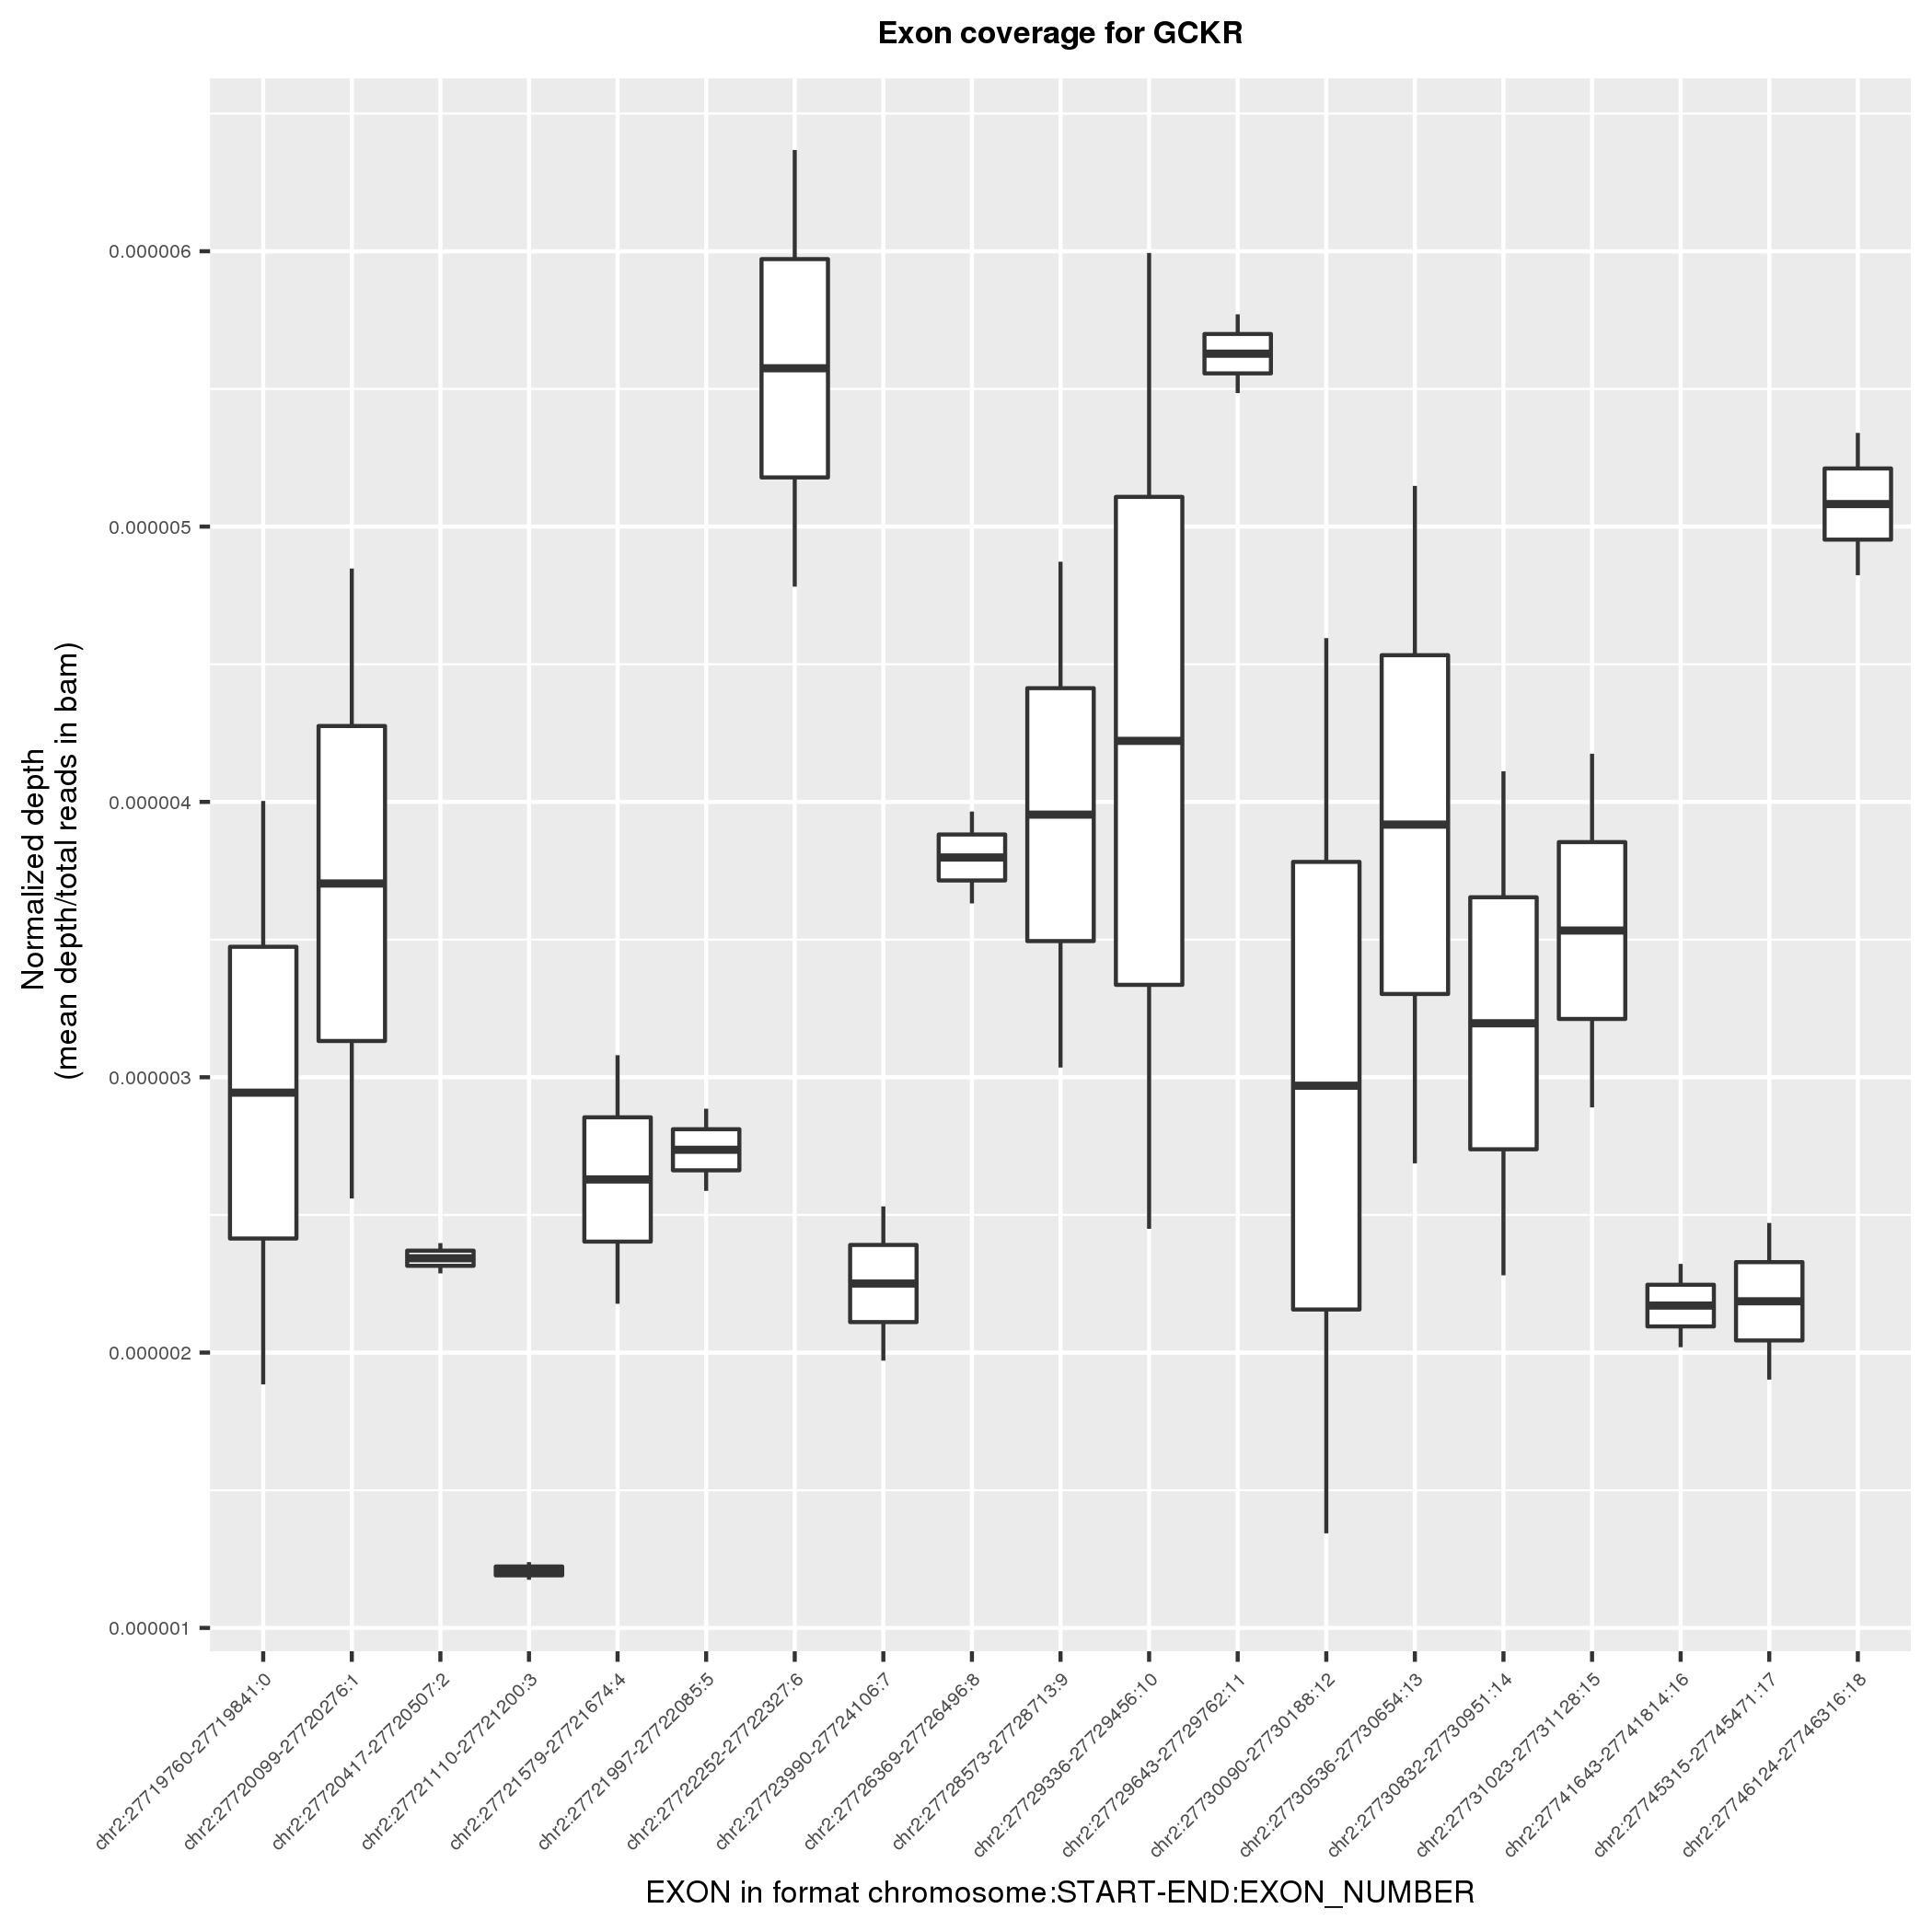 Exon coverage for GCKR
Normalized depth
(mean depth/total reads in bam)
0.000006
0.000005
0.000004
0.000003
0.000002
0.000001
chr2:27719760-27719841:0
chr2:27720099-27720276:1
chr2:27720417-27720507:2
chr2:27721110-27721200:3
chr2:27721579-27721674:4
chr2:27721997-27722085:5
chr2:27722252-27722327:6
chr2:27723990-27724106:7
chr2:27726369-27726496:8
chr2:27728573-27728713:9
chr2:27729336-27729456:10
chr2:27729643-27729762:11
chr2:27730090-27730188:12
chr2:27730536-27730654:13
chr2:27730832-27730951:14
chr2:27731023-27731128:15
chr2:27741643-27741814:16
chr2:27745315-27745471:17
chr2:27746124-27746316:18
EXON in format chromosome:START-END:EXON_NUMBER